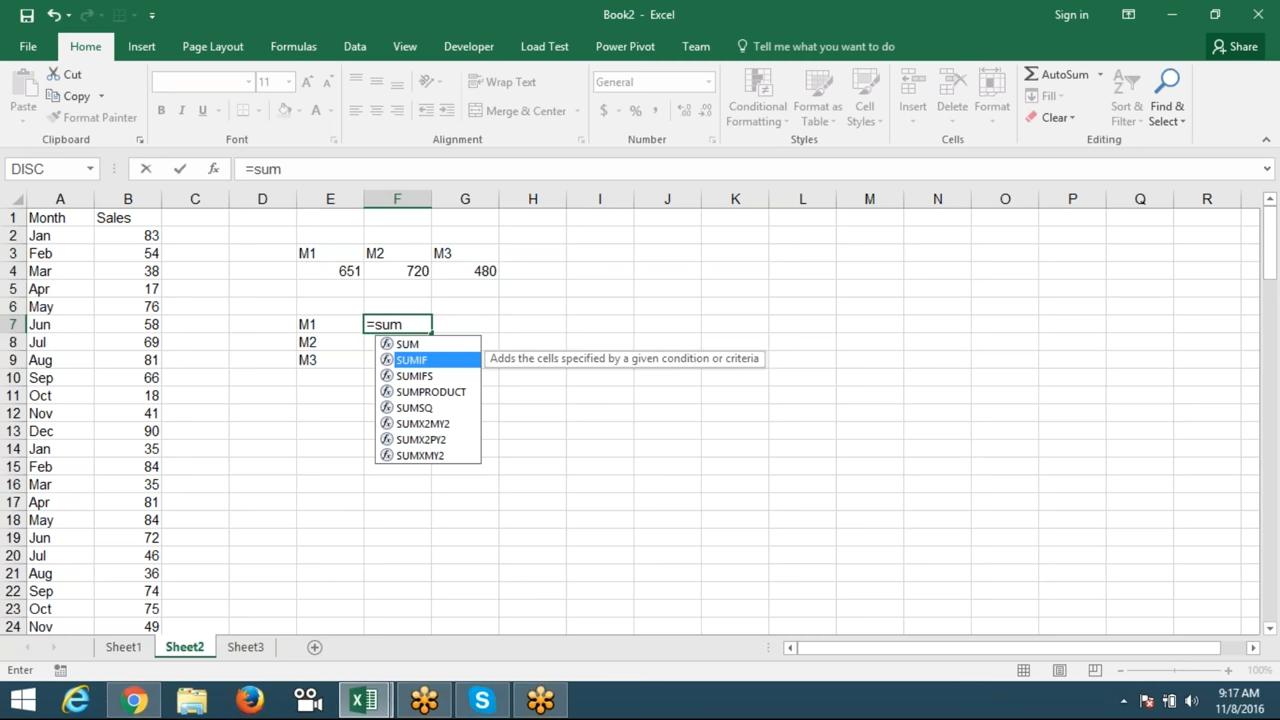 Book2 - Excel
Sign in
File Home Insert Page Layout Formulas Data View Developer Load Test Power Pivot Team Tell me what you want to do Share
Paste
Cut
Copy
Format Painter
Clipboard
11
Font
Wrap Text
Merge & Center
Alignment
General
Number
Conditional Formatting
Format as Table
Cell Styles
Styles
Insert
Delete
Format
Cells
AutoSum
Fill
Clear
Sort & Filter
Find & Select
Editing
DISC =sum
A B C D E F G H I J K L M N O P Q R
1 Month Sales
2 Jan 83
3 Feb 54 M1 M2 M3
4 Mar 38 651 720 480
5 Apr 17
6 May 76
7 Jun 58 M1 =sum
8 Jul 69 M2 SUM
9 Aug 81 M3 SUMIF Adds the cells specified by a given condition or criteria
10 Sep 66 SUMIFS
11 Oct 18 SUMPRODUCT
12 Nov 41 SUMSQ
13 Dec 90 SUMX2MY2
SUMX2PY2
14 Jan 35 SUMXMY2
15 Feb 84
16 Mar 35
17 Apr 81
18 May 84
19 Jun 72
20 Jul 46
21 Aug 36
22 Sep 74
23 Oct 75
24 Nov 49
Sheet1 Sheet2 Sheet3
Enter 100%
9:17 AM
11/8/2016